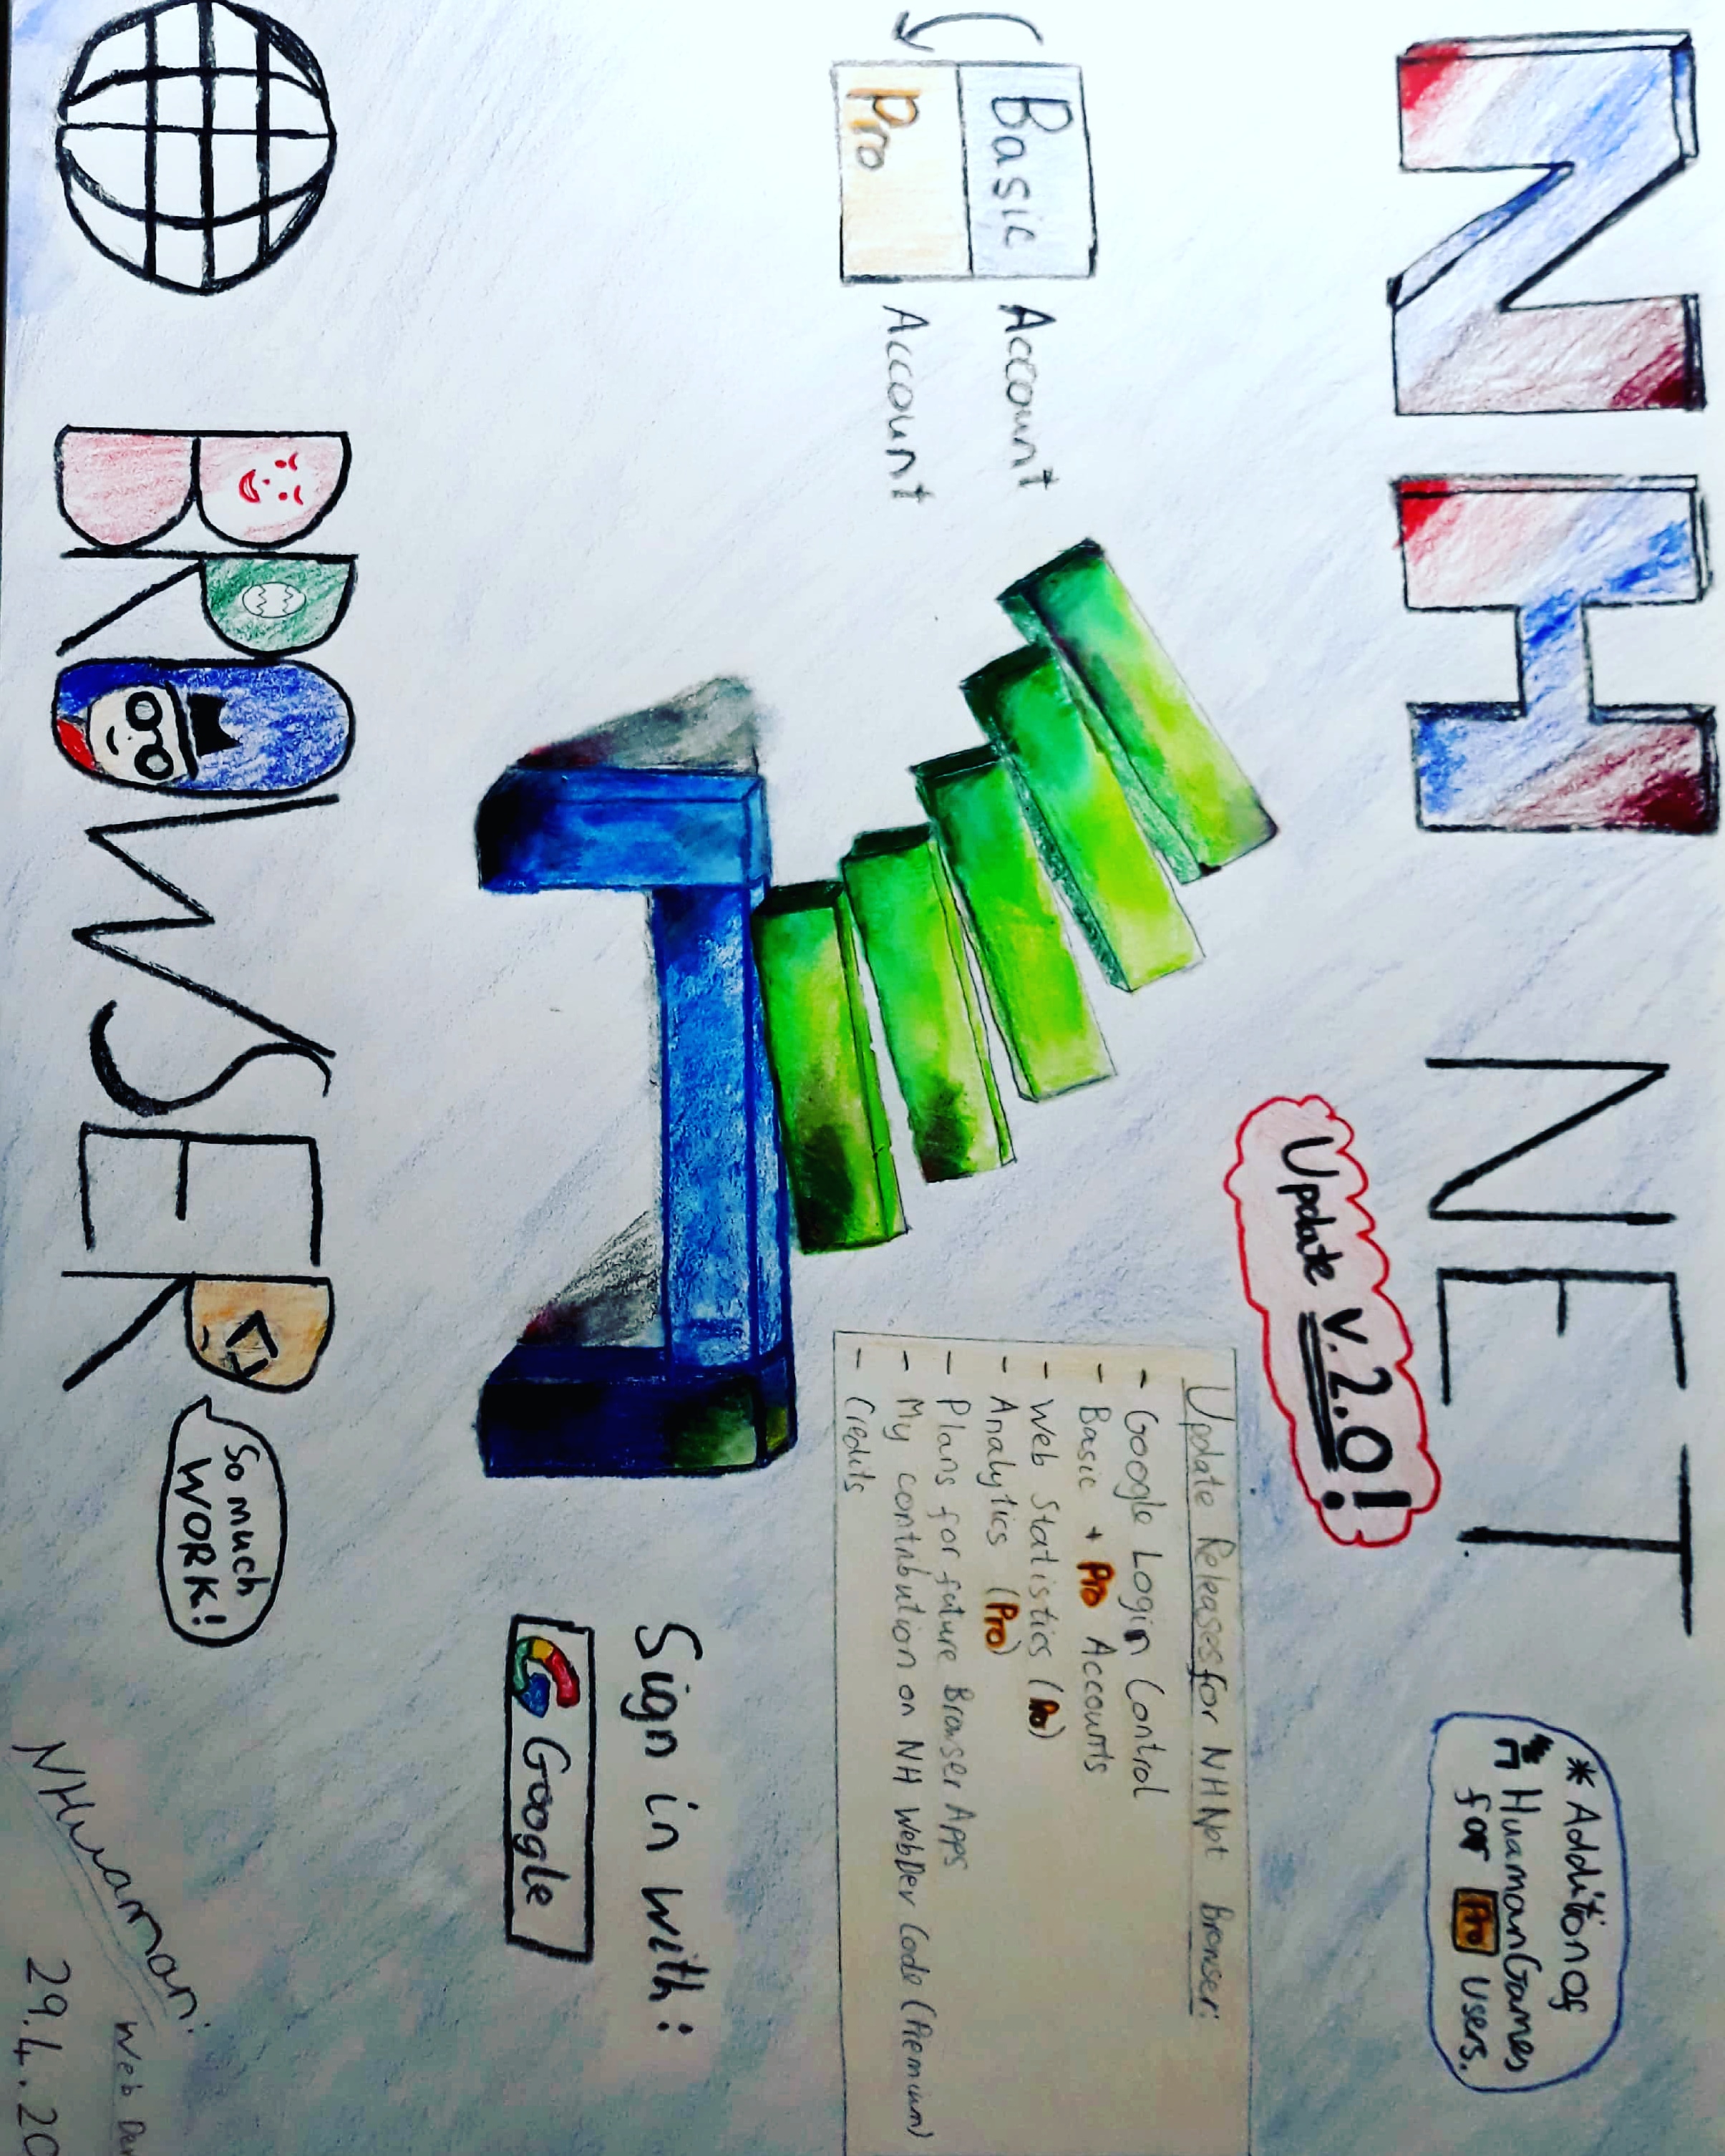 NH NET
Update v.2.0!
* Addition of
HuamanGames
for Pro users.
Basic Account
Pro Account
Update Releases for NHNet Browser:
- Google Login Control
- Basic + Pro Accounts
- Web Statistics (Pro)
- Analytics (Pro)
- Plans for future Browser Apps
- My contribution on NH WebDev Code (Premium)
- Credits
Sign in with:
Google
BROWSER
So much
WORK!
NHuaman:
Web
29.4.20